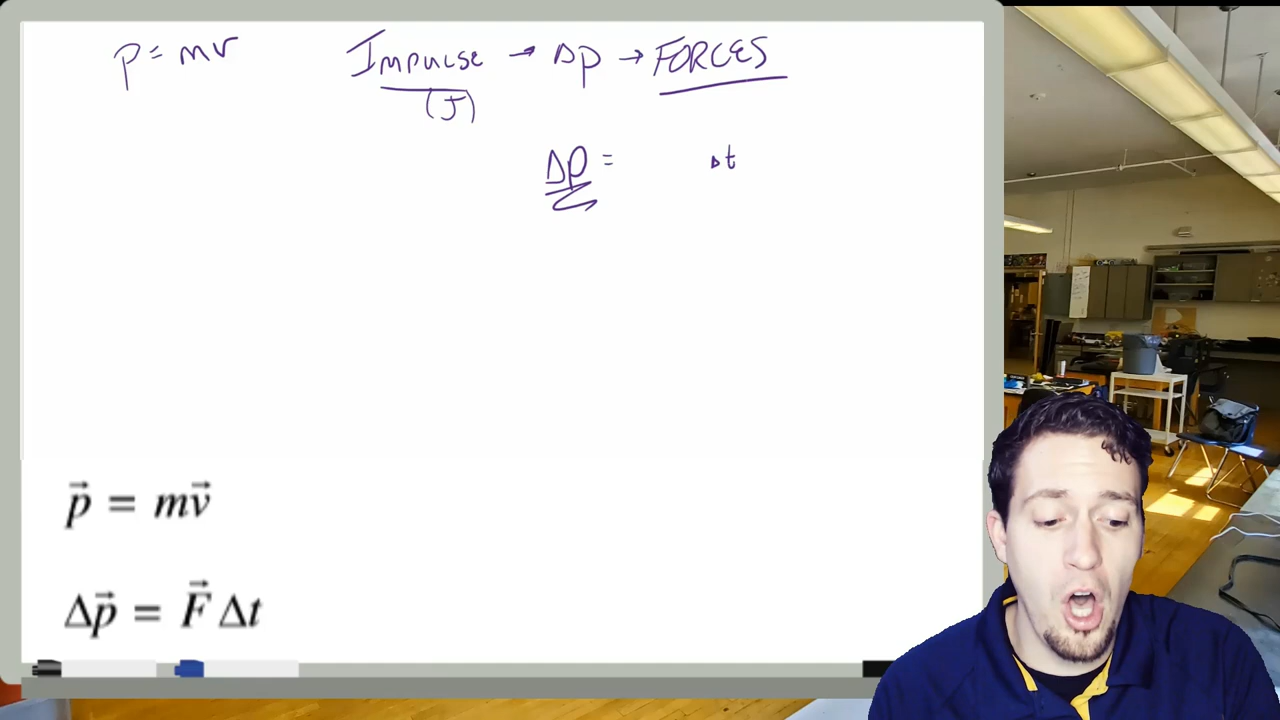 p = mv Impulse → Δp → FORCES
(J)
Δp = Δt
p⃗ = mv⃗
Δp⃗ = F⃗ Δt